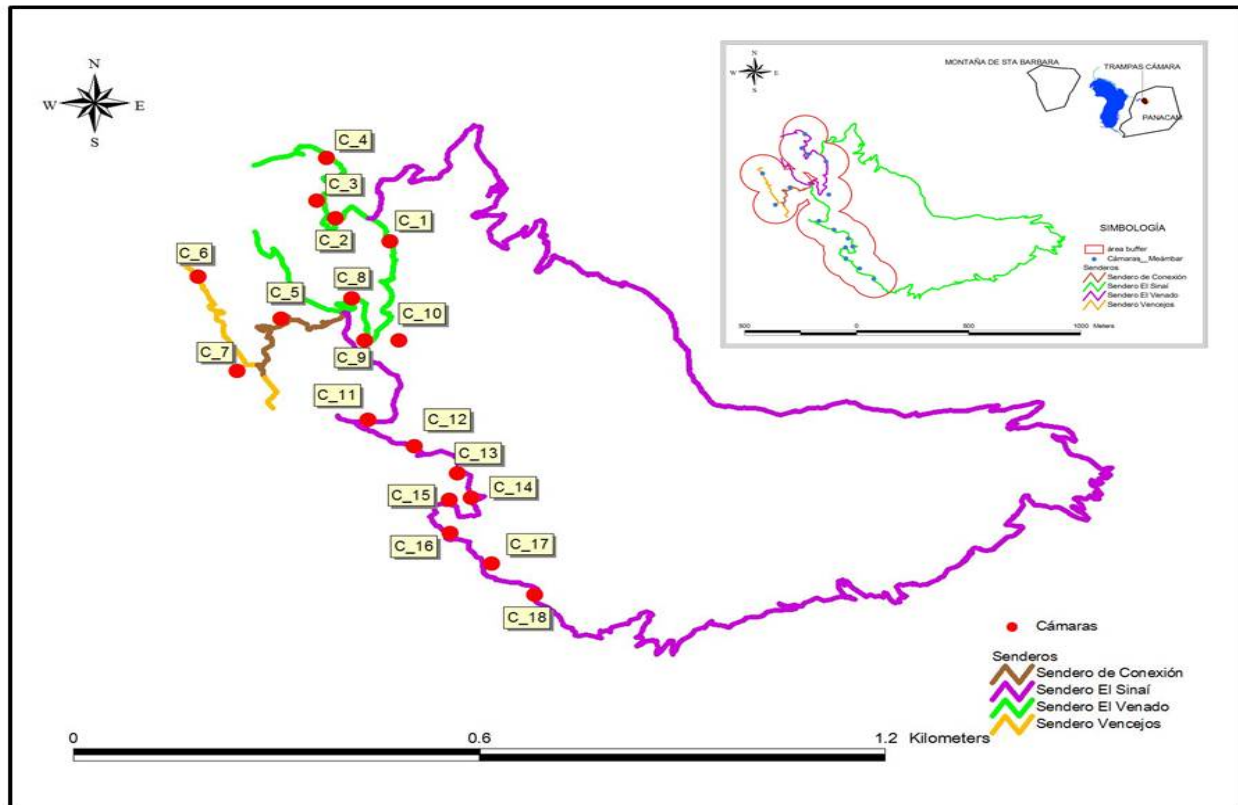 N
W E
S
C_4
C_3
C_1
C_2
C_6
C_8
C_5
C_10
C_7
C_9
C_11
C_12
C_13
C_15
C_14
C_16
C_17
C_18
Cámaras
Senderos
Sendero de Conexión
Sendero El Sinaí
Sendero El Venado
Sendero Vencejos
0 0.6 1.2 Kilometers
MONTAÑA DE STA BARBARA
TRAMPAS CÁMARA
PANACAM
N
W E
S
SIMBOLOGÍA
área buffer
Cámaras_ Meámbar
Senderos
Sendero de Conexión
Sendero El Sinaí
Sendero El Venado
Sendero Vencejos
0 500 1000 Meters